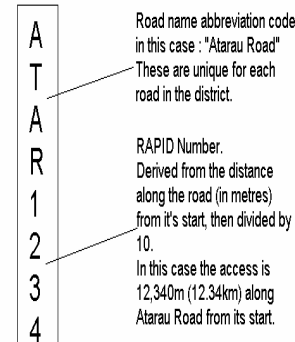 A
T
A
R
1
2
3
4
Road name abbreviation code
in this case : "Atarau Road"
These are unique for each
road in the district.
RAPID Number.
Derived from the distance
along the road (in metres)
from it's start, then divided by
10.
In this case the access is
12,340m (12.34km) along
Atarau Road from its start.